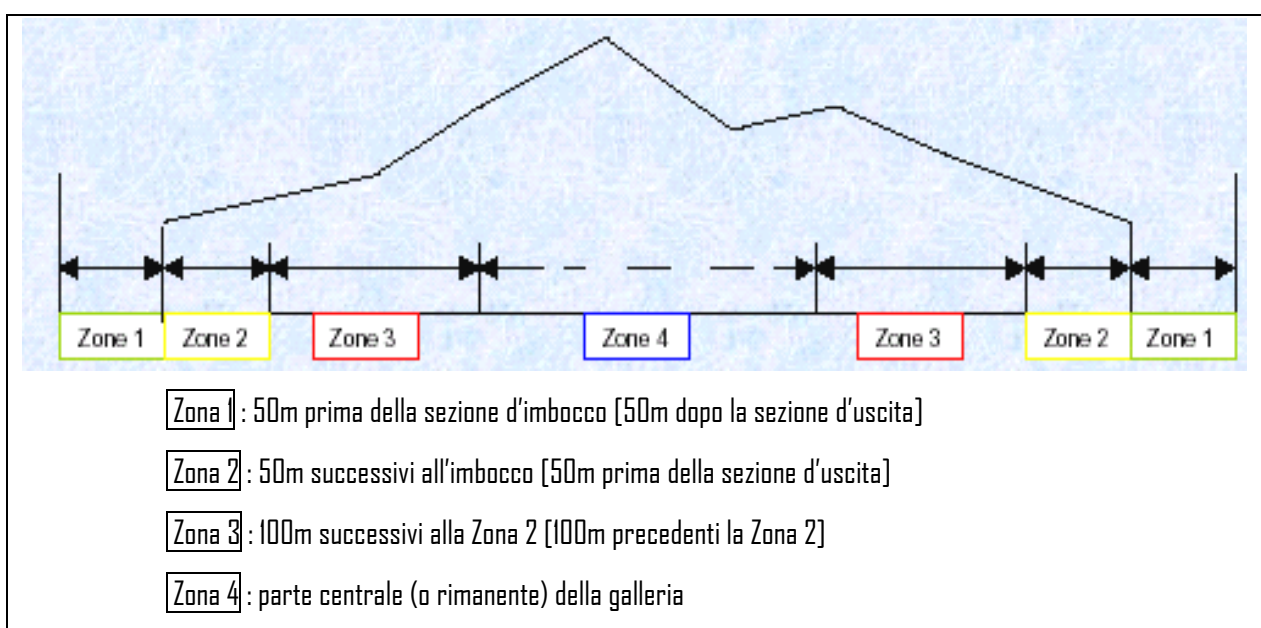 Zone 1 Zone 2 Zone 3 Zone 4 Zone 3 Zone 2 Zone 1
Zona 1 : 50m prima della sezione d'imbocco [50m dopo la sezione d'uscita]
Zona 2 : 50m successivi all'imbocco [50m prima della sezione d'uscita]
Zona 3 : 100m successivi alla Zona 2 [100m precedenti la Zona 2]
Zona 4 : parte centrale (o rimanente) della galleria